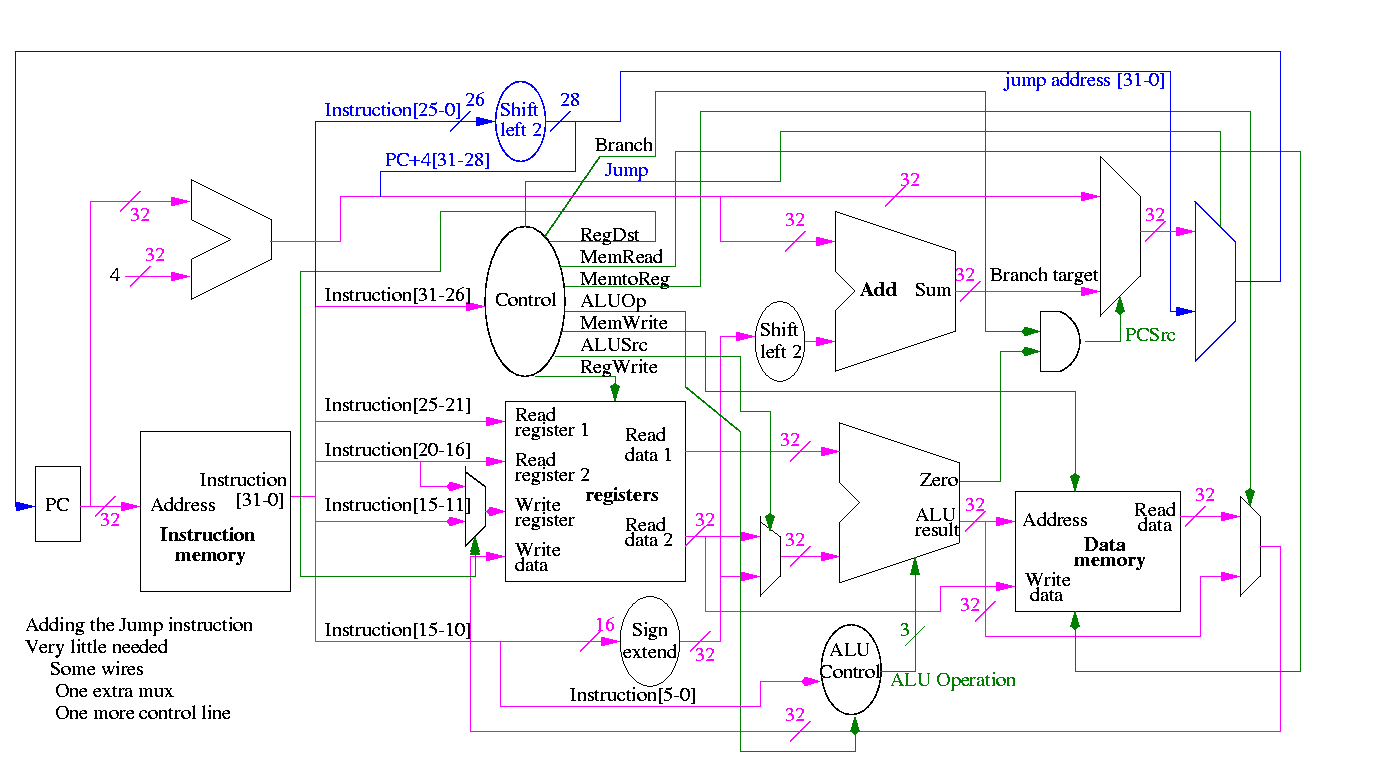 jump address [31-0]
26
28
Instruction[25-0]
Shift
left 2
Branch
PC+4[31-28]
Jump
32
32
32
32
32
RegDst
MemRead
MemtoReg
ALUOp
MemWrite
ALUSrc
RegWrite
4
32
Instruction[31-26]
Control
Add
Sum
32
Branch target
Shift
left 2
PCSrc
Instruction[25-21]
Read
register 1
Read
data 1
32
Instruction[20-16]
Read
register 2
registers
Instruction[15-11]
Write
register
Read
data 2
32
Write
data
32
Zero
ALU
result
32
PC
32
Instruction
[31-0]
Address
Instruction
memory
Address
Read
data
32
Data
memory
Write
data
32
Instruction[15-10]
16
Sign
extend
32
3
ALU
Control
ALU Operation
Instruction[5-0]
32
Adding the Jump instruction
Very little needed
Some wires
One extra mux
One more control line